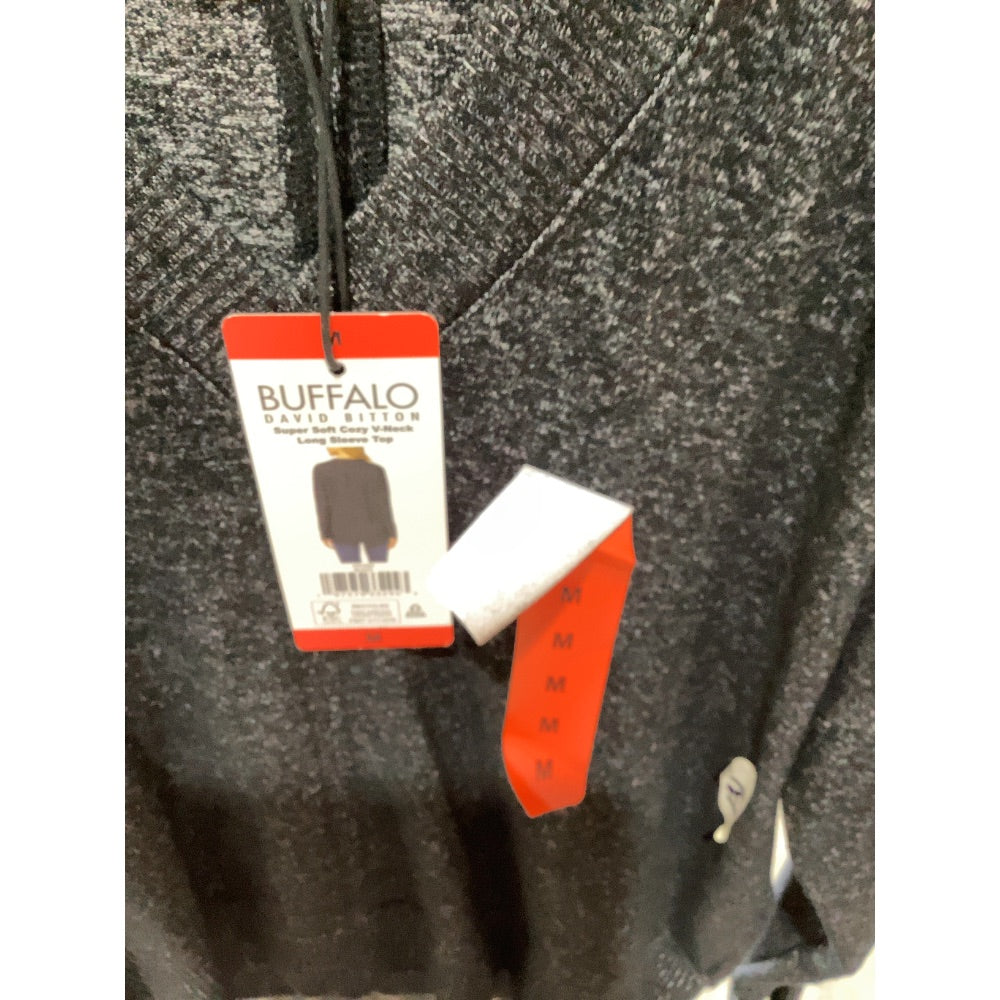 M
BUFFALO
DAVID BITTON
Super Soft Cozy V-Neck
Long Sleeve Top
M
M
M
M
M
M